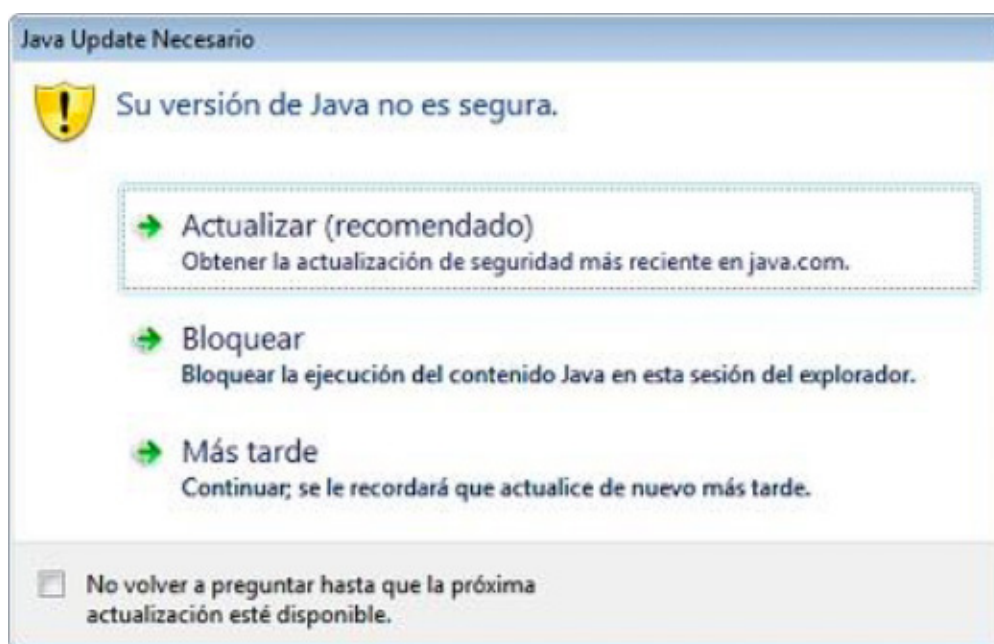 Java Update Necesario
Su versión de Java no es segura.
Actualizar (recomendado)
Obtener la actualización de seguridad más reciente en java.com.
Bloquear
Bloquear la ejecución del contenido Java en esta sesión del explorador.
Más tarde
Continuar; se le recordará que actualice de nuevo más tarde.
No volver a preguntar hasta que la próxima
actualización esté disponible.